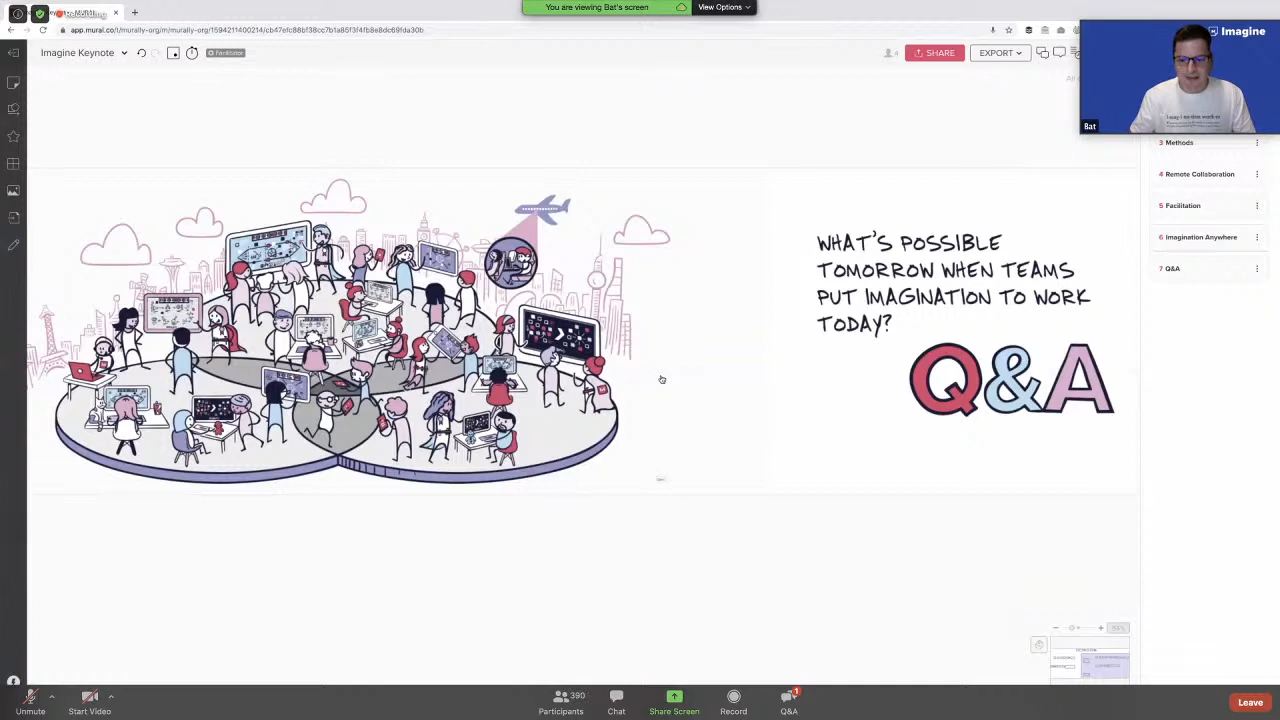 You are viewing Bat's screen
View Options
Imagine Keynote
Facilitator
4
SHARE
EXPORT
Imagine
Bat
3 Methods
4 Remote Collaboration
5 Facilitation
6 Imagination Anywhere
7 Q&A
WHAT'S POSSIBLE
TOMORROW WHEN TEAMS
PUT IMAGINATION TO WORK
TODAY?
Q&A
Unmute
Start Video
Participants
390
Chat
Share Screen
Record
Q&A
1
Leave